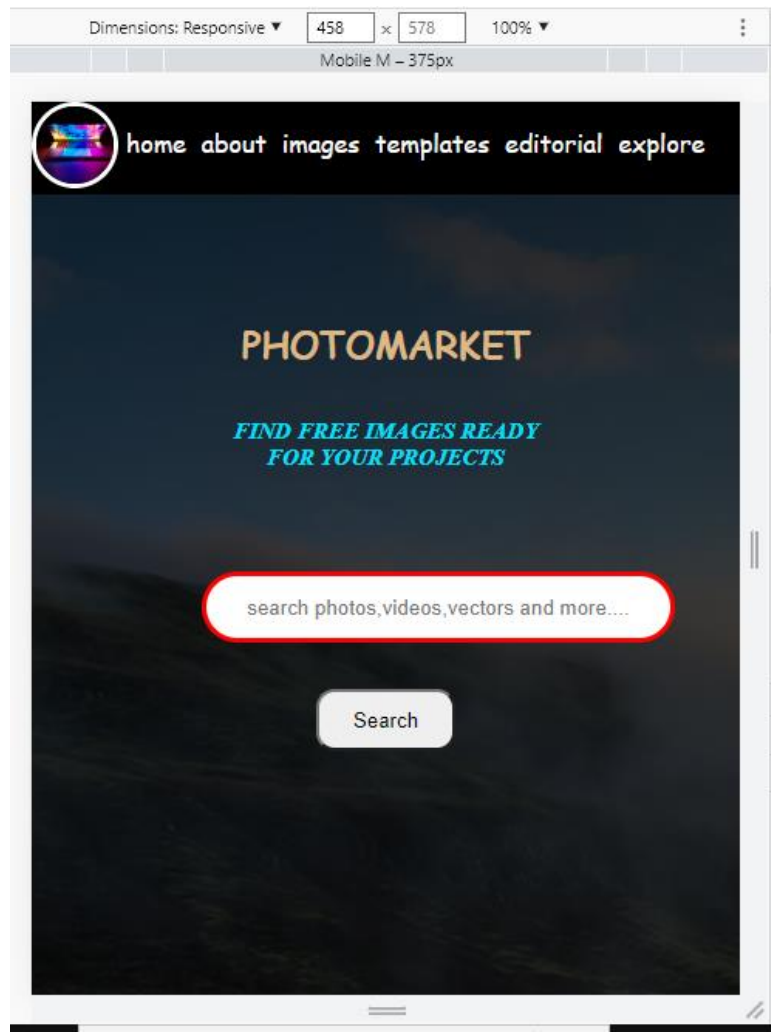 Dimensions: Responsive ▼ 458 × 578 100% ▼
Mobile M – 375px
home about images templates editorial explore
PHOTOMARKET
FIND FREE IMAGES READY
FOR YOUR PROJECTS
search photos,videos,vectors and more....
Search